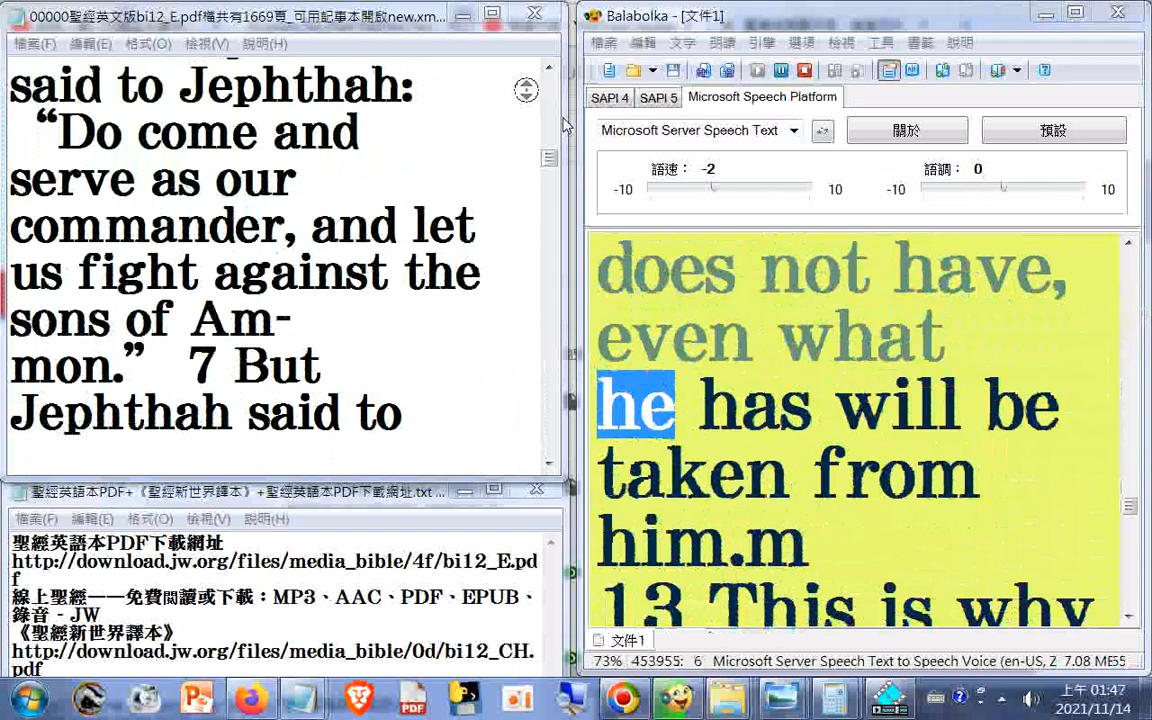 00000聖經英文版bi12_E.pdf檔共有1669頁_可用記事本開啟new.xm...
檔案(F) 編輯(E) 格式(O) 檢視(V) 說明(H)
said to Jephthah:
“Do come and
serve as our
commander, and let
us fight against the
sons of Am-
mon.” 7 But
Jephthah said to
聖經英語本PDF+《聖經新世界譯本》+聖經英語本PDF下載網址.txt ...
檔案(F) 編輯(E) 格式(O) 檢視(V) 說明(H)
聖經英語本PDF下載網址
http://download.jw.org/files/media_bible/4f/bi12_E.pd
f
線上聖經——免費閱讀或下載：MP3、AAC、PDF、EPUB、
錄音 - JW
《聖經新世界譯本》
http://download.jw.org/files/media_bible/0d/bi12_CH.
pdf
Balabolka - [文件1]
檔案 編輯 文字 朗讀 引擎 選項 檢視 工具 書籤 說明
SAPI 4 SAPI 5 Microsoft Speech Platform
Microsoft Server Speech Text 關於 預設
語速： -2 語調： 0
-10 10 -10 10
does not have,
even what
he has will be
taken from
him.m
13 This is why
文件1
73% 453955: 6 Microsoft Server Speech Text to Speech Voice (en-US, Z 7.08 ME55
上午 01:47
2021/11/14